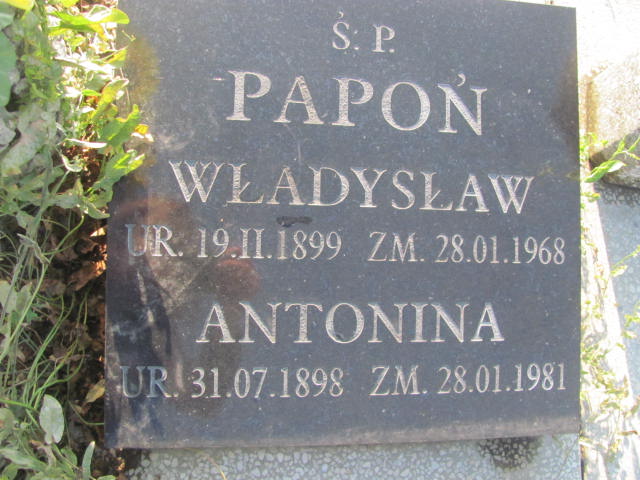 Ś. P.
PAPOŃ
WŁADYSŁAW
UR. 19.II.1899 ZM. 28.01.1968
ANTONINA
UR. 31.07.1898 ZM. 28.01.1981